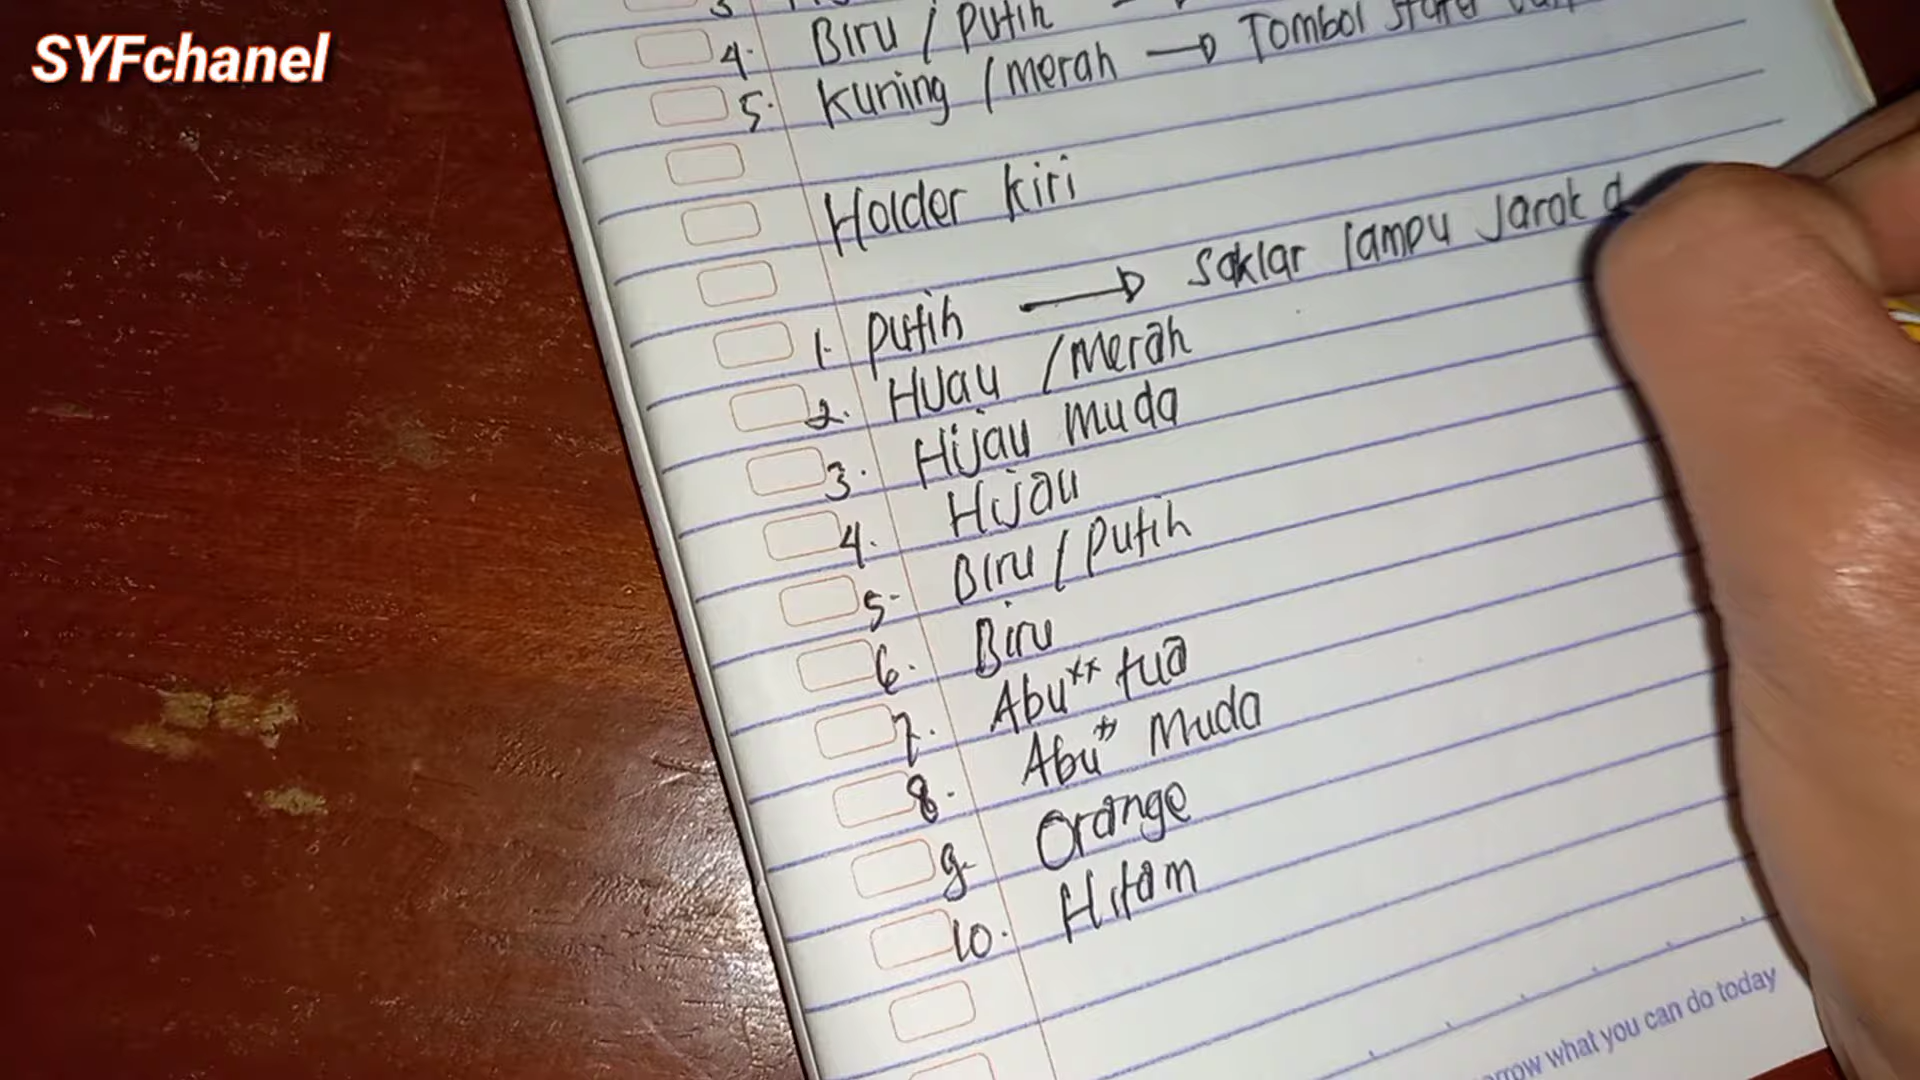 SYFchanel
4. Biru / putih
5. Kuning / merah → Tombol
Holder kiri
1. putih → Saklar lampu Jarak
2. Hijau / Merah
3. Hijau Muda
4. Hijau
5. Biru / putih
6. Biru
7. Abu** tua
8. Abu** Muda
9. Orange
10. Hitam
what you can do today